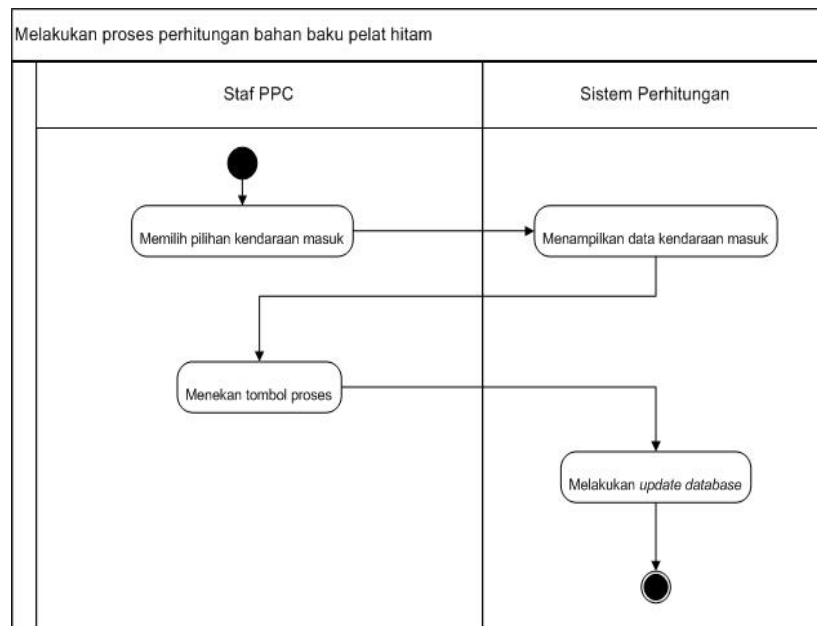 Melakukan proses perhitungan bahan baku pelat hitam
Staf PPC
Sistem Perhitungan
Memilih pilihan kendaraan masuk
Menampilkan data kendaraan masuk
Menekan tombol proses
Melakukan update database